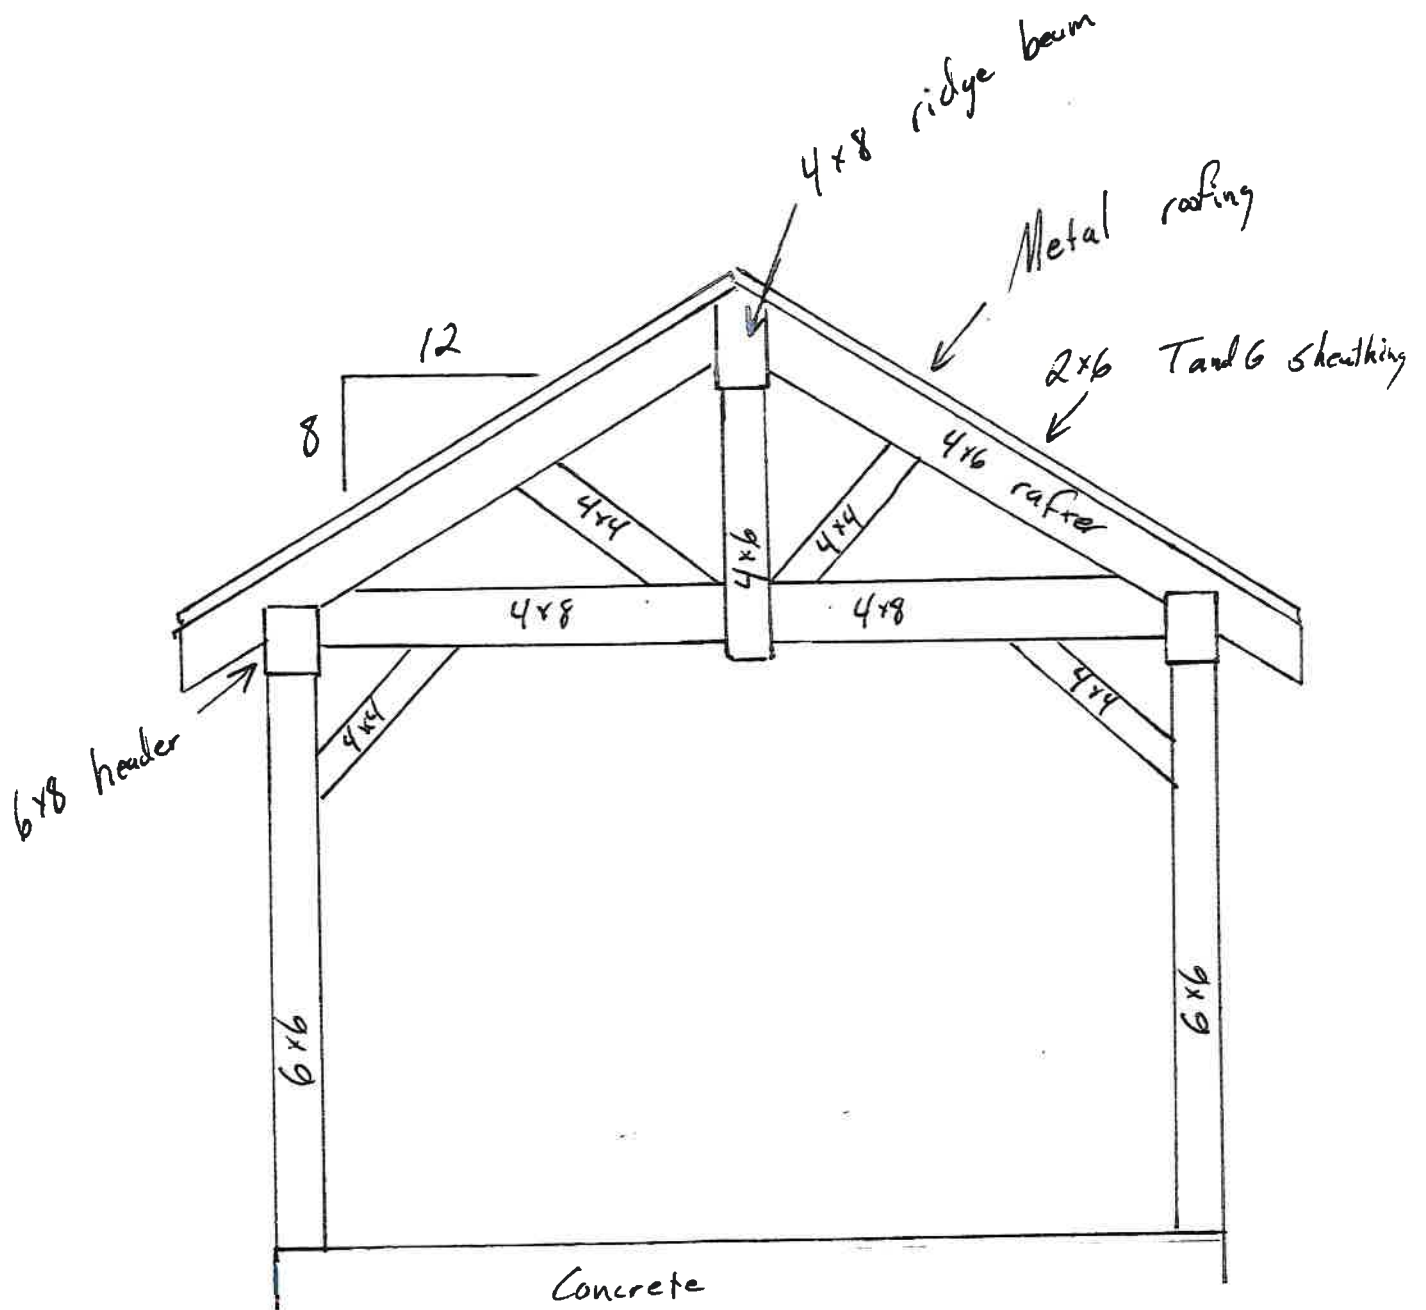 4x8 ridge beam
Metal roofing
12
8
2x6 T and G sheathing
4x6 rafter
4x4
4x4
4x6
4x8
4x8
6x8 header
4x4
4x4
6x6
6x6
Concrete